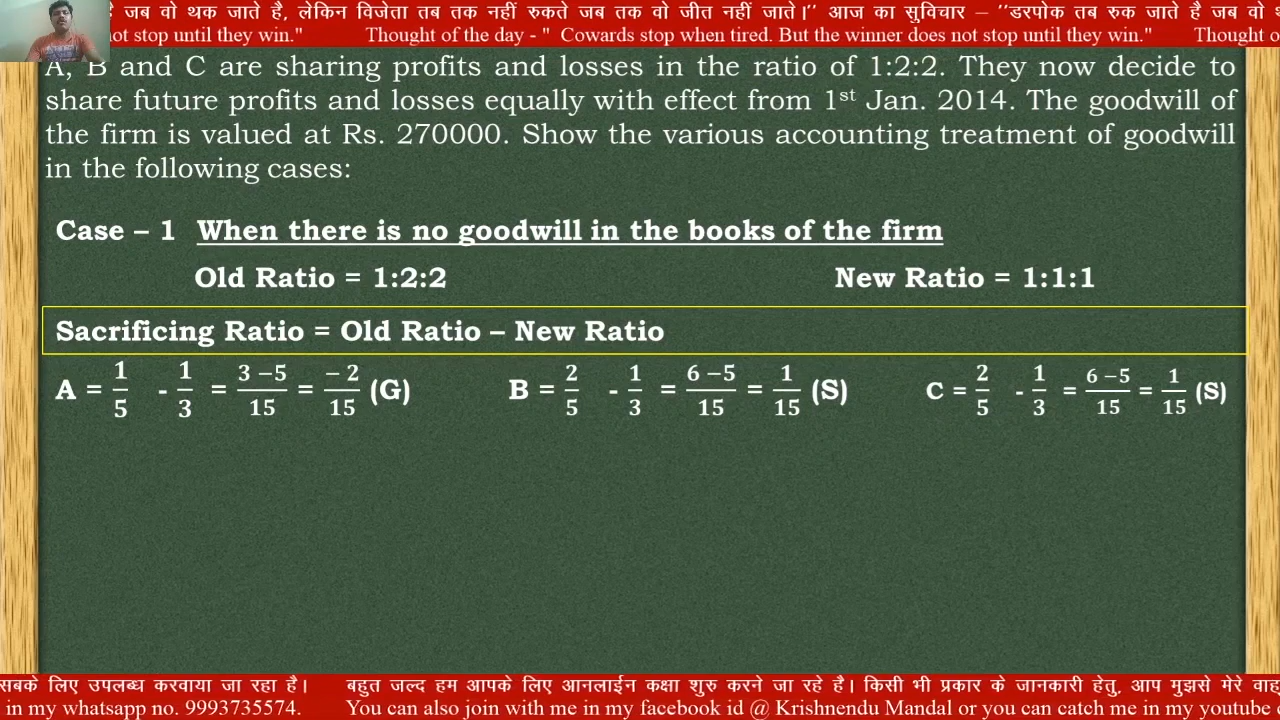 है जब वो थक जाते है, लेकिन विजेता तब तक नहीं रुकते जब तक वो जीत नहीं जाते।'' आज का सुविचार – ''डरपोक तब रुक जाते है जब वो
not stop until they win." Thought of the day - " Cowards stop when tired. But the winner does not stop until they win." Thought o
A, B and C are sharing profits and losses in the ratio of 1:2:2. They now decide to
share future profits and losses equally with effect from 1st Jan. 2014. The goodwill of
the firm is valued at Rs. 270000. Show the various accounting treatment of goodwill
in the following cases:
Case – 1 When there is no goodwill in the books of the firm
Old Ratio = 1:2:2 New Ratio = 1:1:1
Sacrificing Ratio = Old Ratio – New Ratio
A = 1/5 - 1/3 = 3 –5/15 = – 2/15 (G) B = 2/5 - 1/3 = 6 –5/15 = 1/15 (S) C = 2/5 - 1/3 = 6 –5/15 = 1/15 (S)
सबके लिए उपलब्ध करवाया जा रहा है। बहुत जल्द हम आपके लिए आनलाईन कक्षा शुरु करने जा रहे है। किसी भी प्रकार के जानकारी हेतु, आप मुझसे मेरे
in my whatsapp no. 9993735574. You can also join with me in my facebook id @ Krishnendu Mandal or you can catch me in my youtube